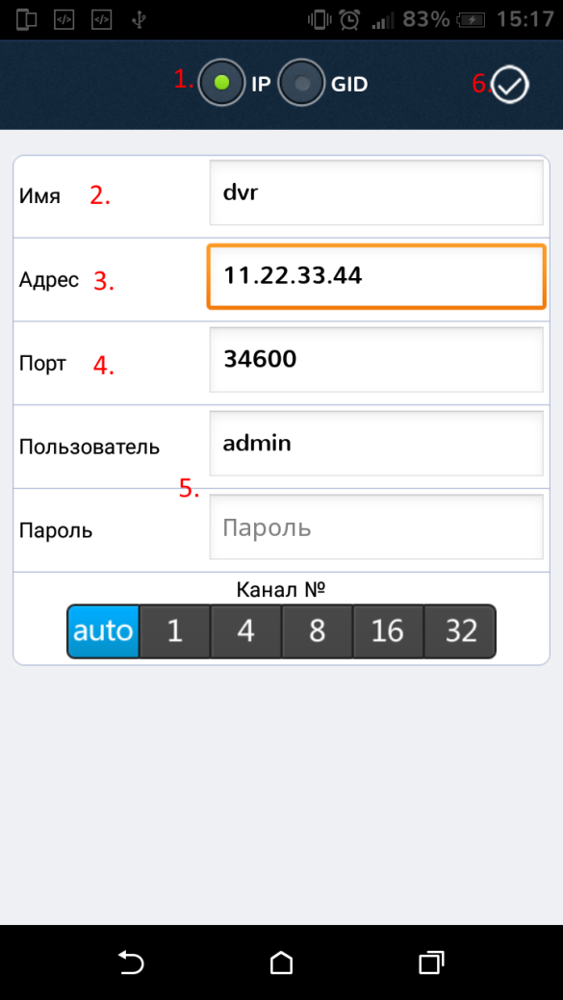 83% 15:17
1. IP GID 6.
Имя 2. dvr
Адрес 3. 11.22.33.44
Порт 4. 34600
Пользователь admin
5.
Пароль Пароль
Канал №
auto 1 4 8 16 32